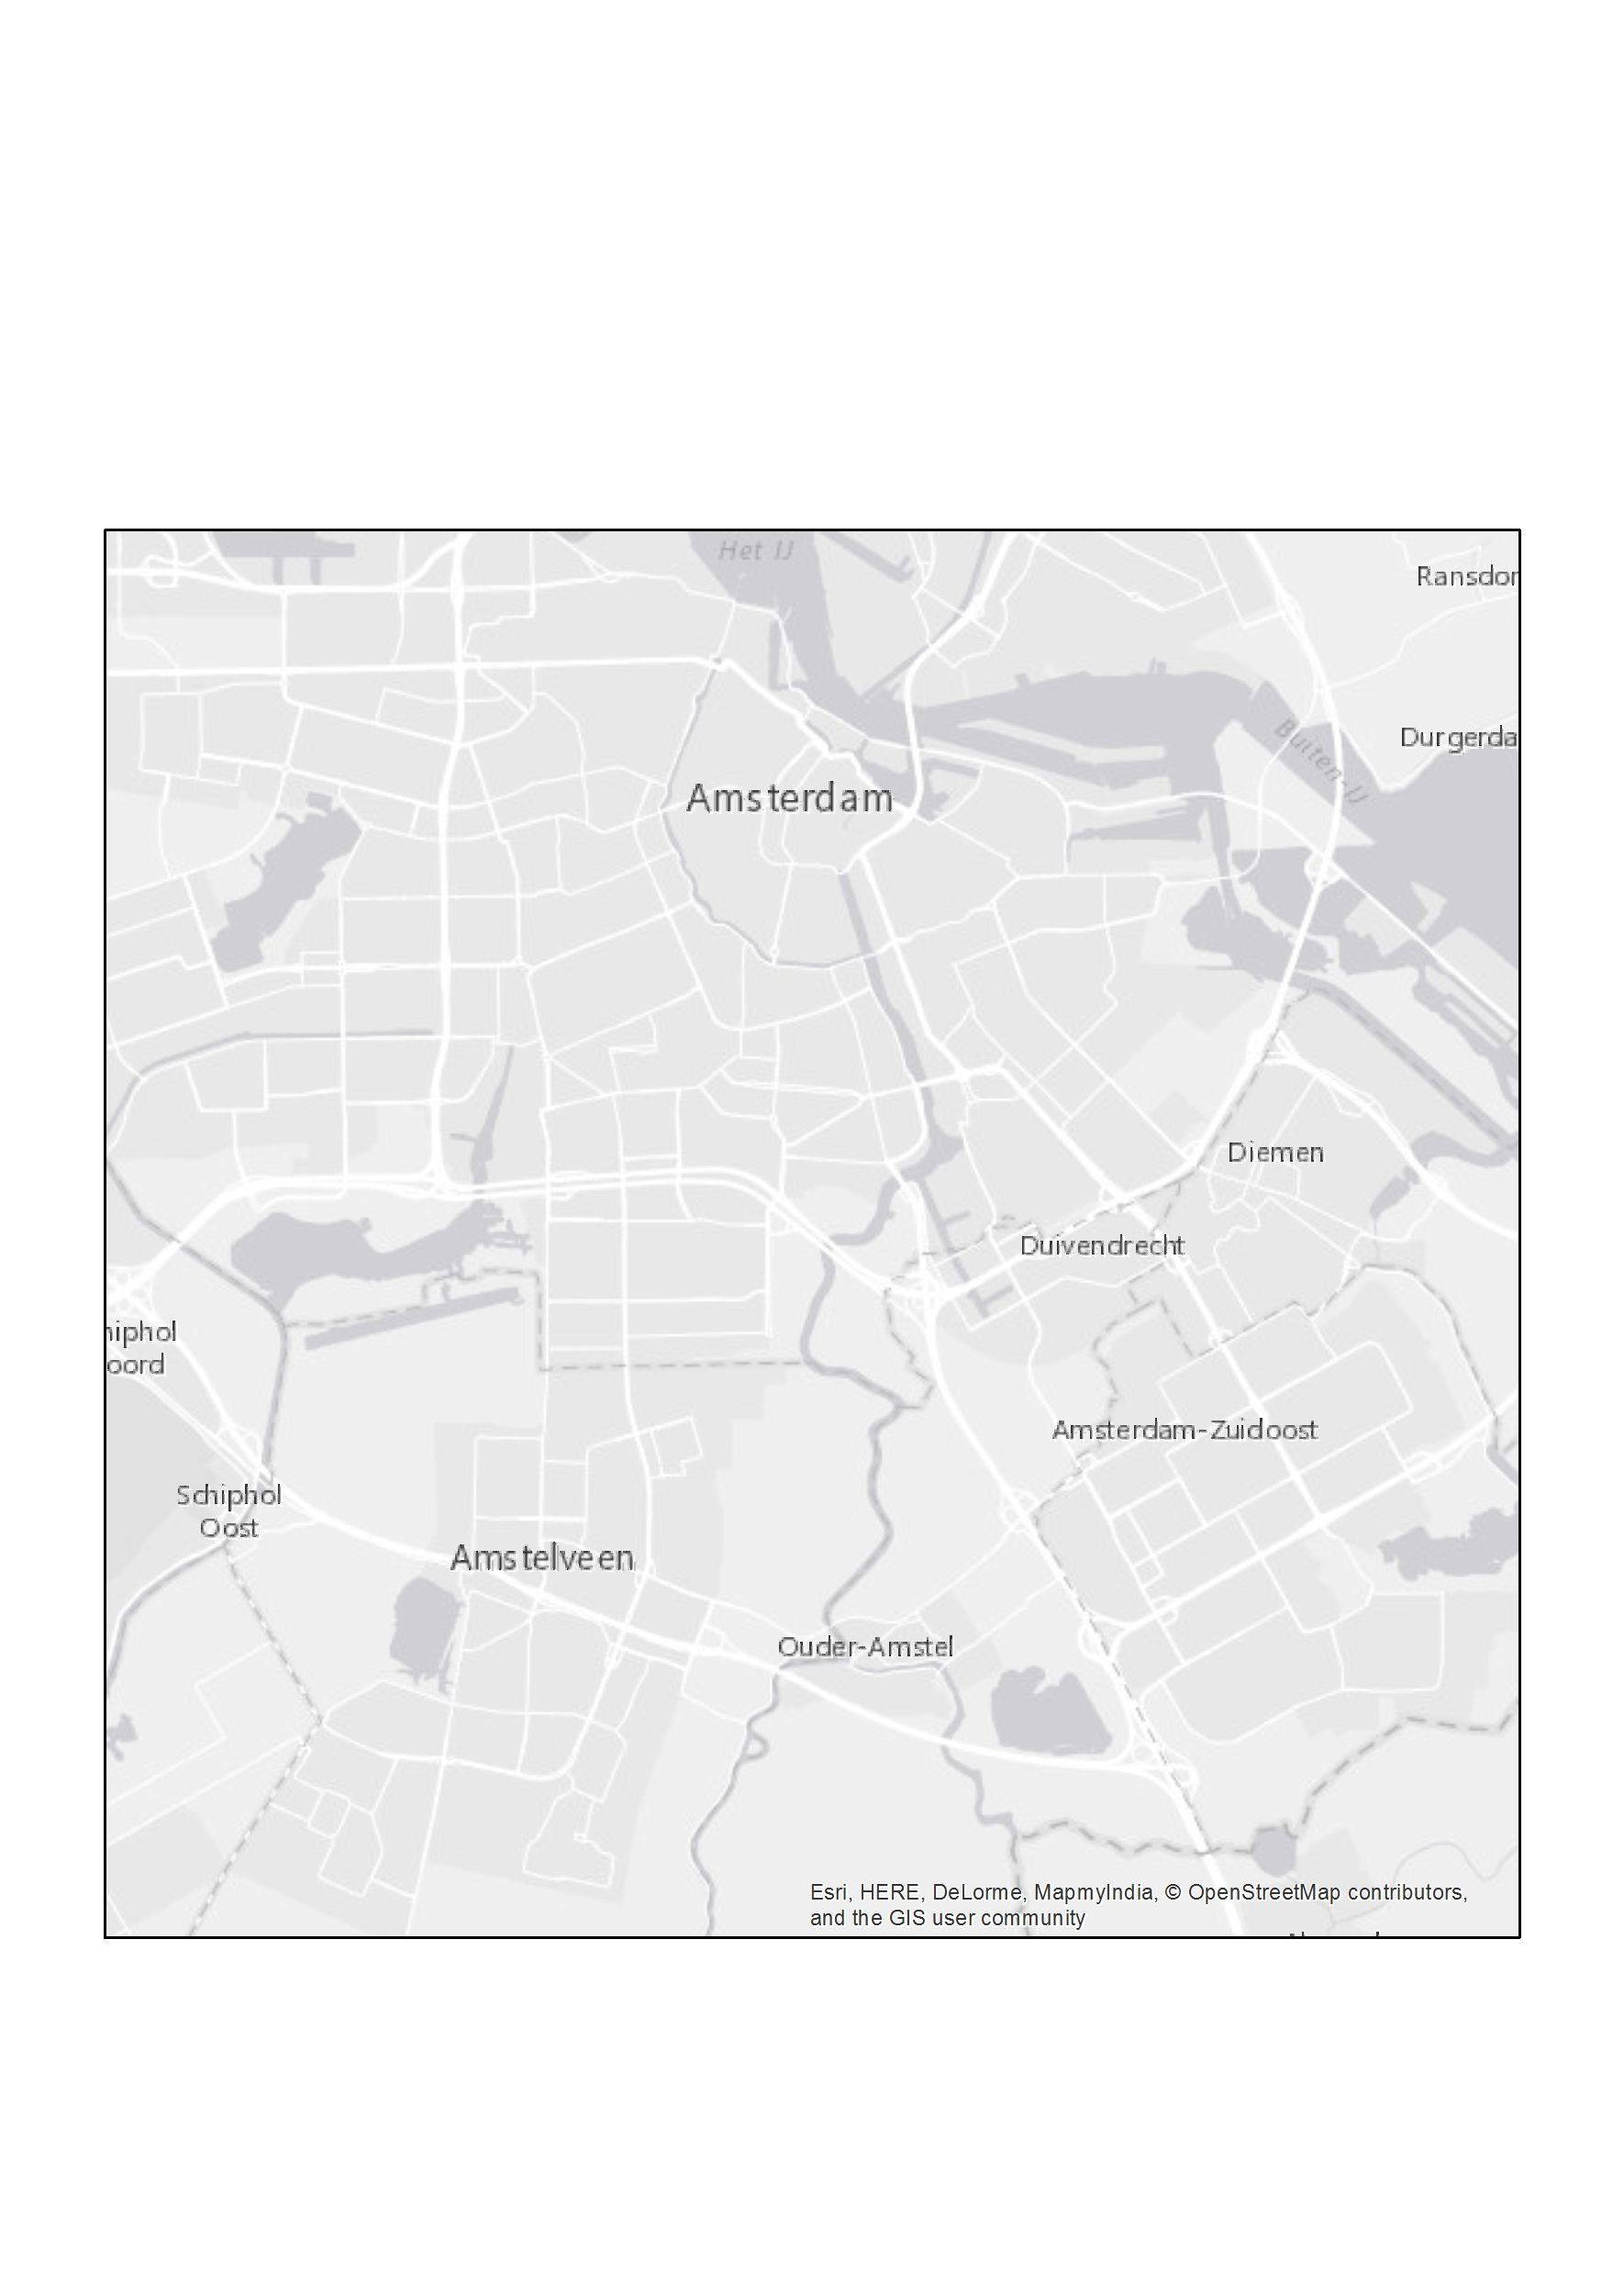 Het IJ
Ransdor
Durgerda
Buiten-IJ
Amsterdam
Diemen
Duivendrecht
hiphol
oord
Amsterdam-Zuidoost
Schiphol
Oost
Amstelveen
Ouder-Amstel
Esri, HERE, DeLorme, MapmyIndia, © OpenStreetMap contributors,
and the GIS user community